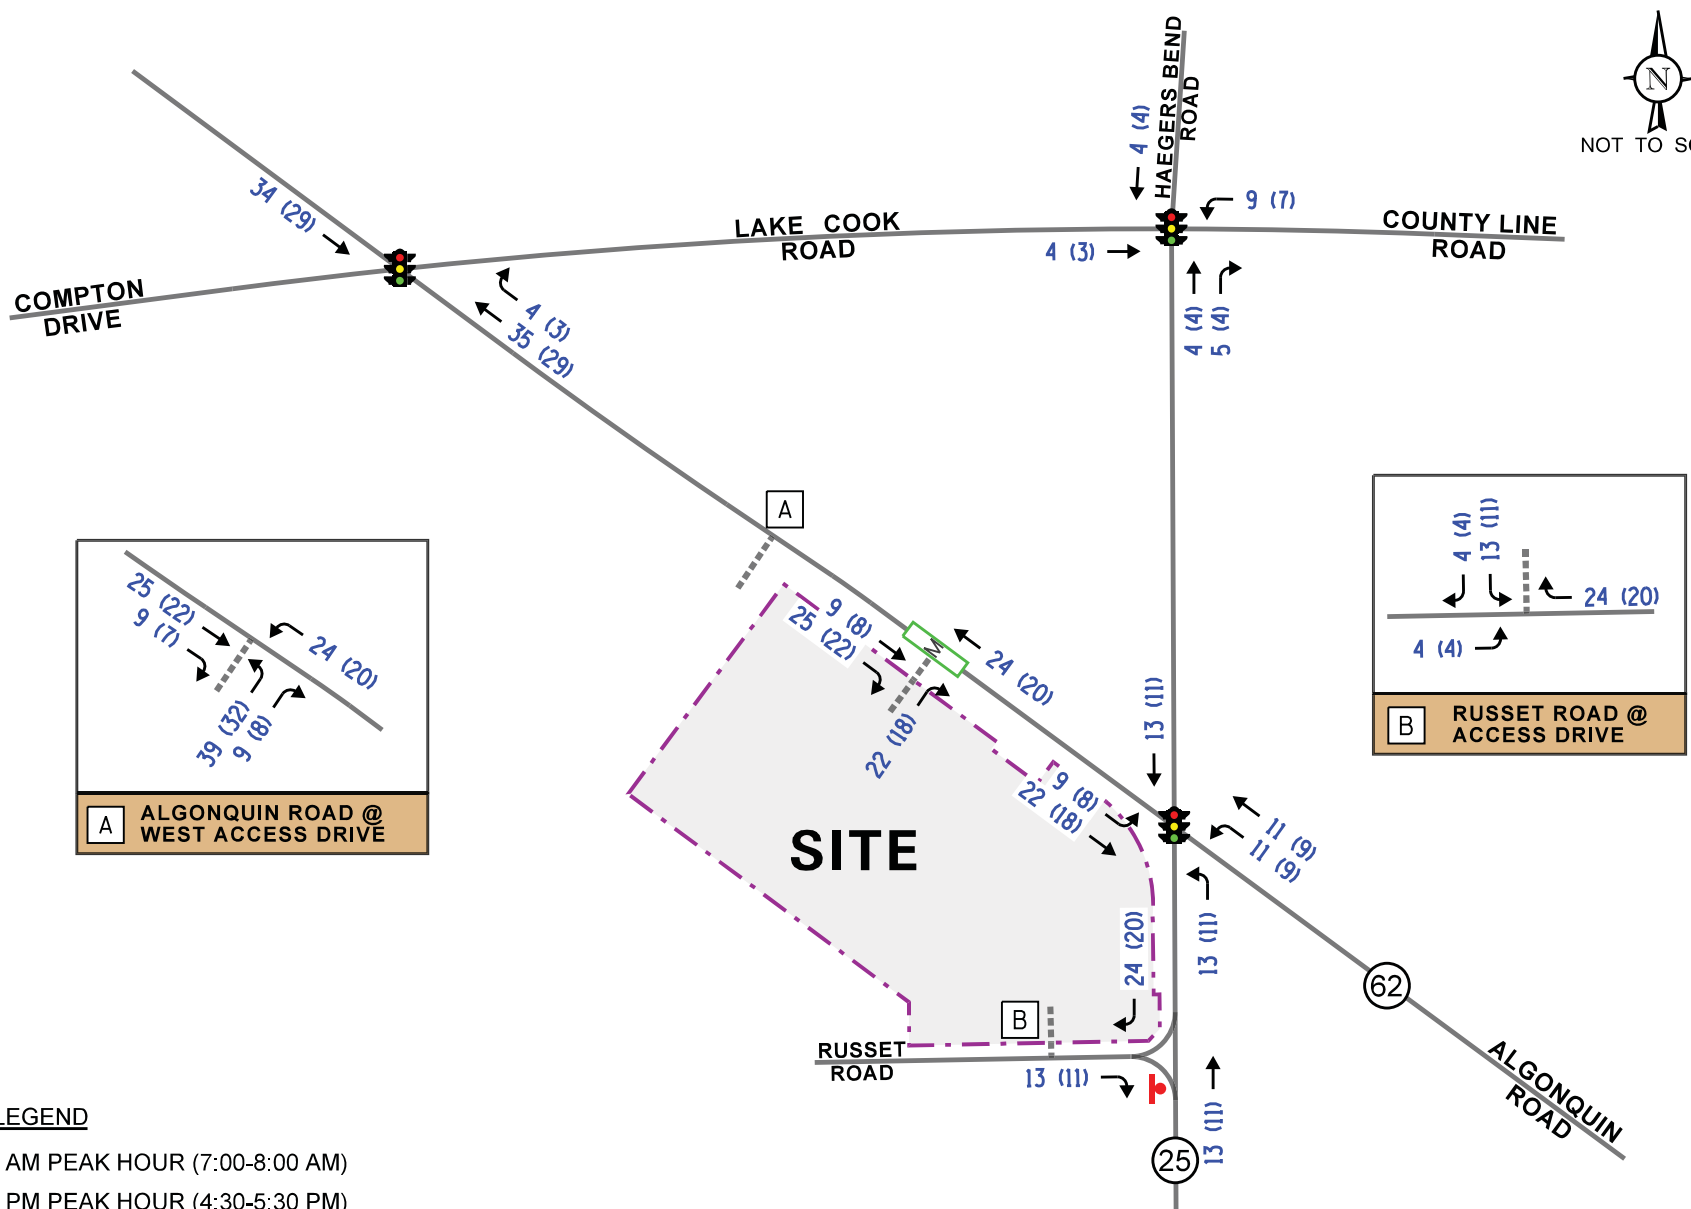 HAEGERS BEND
ROAD
N
NOT TO
4 (4)
9 (7)
34 (29)
LAKE COOK
ROAD
COUNTY LINE
ROAD
4 (3)
COMPTON
DRIVE
4 (3)
35 (29)
4 (4)
5 (4)
A
25 (22)
9 (7)
24 (20)
39 (32)
9 (8)
A
ALGONQUIN ROAD @
WEST ACCESS DRIVE
9 (8)
25 (22)
M
24 (20)
22 (18)
4 (4)
13 (11)
24 (20)
4 (4)
B
RUSSET ROAD @
ACCESS DRIVE
13 (11)
9 (8)
22 (18)
11 (9)
11 (9)
SITE
24 (20)
13 (11)
62
B
RUSSET
ROAD
13 (11)
13 (11)
25
ALGONQUIN
ROAD
LEGEND
AM PEAK HOUR (7:00-8:00 AM)
PM PEAK HOUR (4:30-5:30 PM)